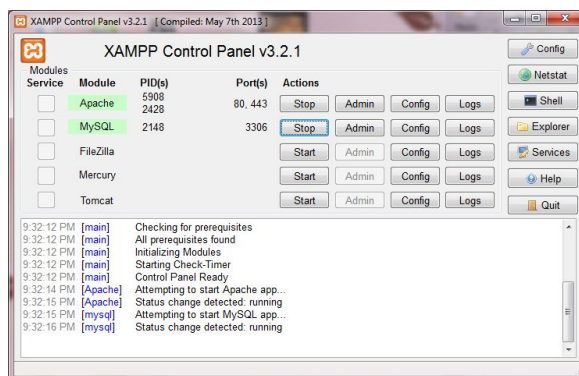 XAMPP Control Panel v3.2.1 [ Compiled: May 7th 2013 ]
XAMPP Control Panel v3.2.1
Config
Modules
Service Module PID(s) Port(s) Actions
Netstat
Apache 5908 2428 80, 443 Stop Admin Config Logs
Shell
MySQL 2148 3306 Stop Admin Config Logs
Explorer
FileZilla Start Admin Config Logs
Services
Mercury Start Admin Config Logs
Help
Tomcat Start Admin Config Logs
Quit
9:32:12 PM [main] Checking for prerequisites
9:32:12 PM [main] All prerequisites found
9:32:12 PM [main] Initializing Modules
9:32:12 PM [main] Starting Check-Timer
9:32:12 PM [main] Control Panel Ready
9:32:14 PM [Apache] Attempting to start Apache app...
9:32:15 PM [Apache] Status change detected: running
9:32:15 PM [mysql] Attempting to start MySQL app...
9:32:16 PM [mysql] Status change detected: running